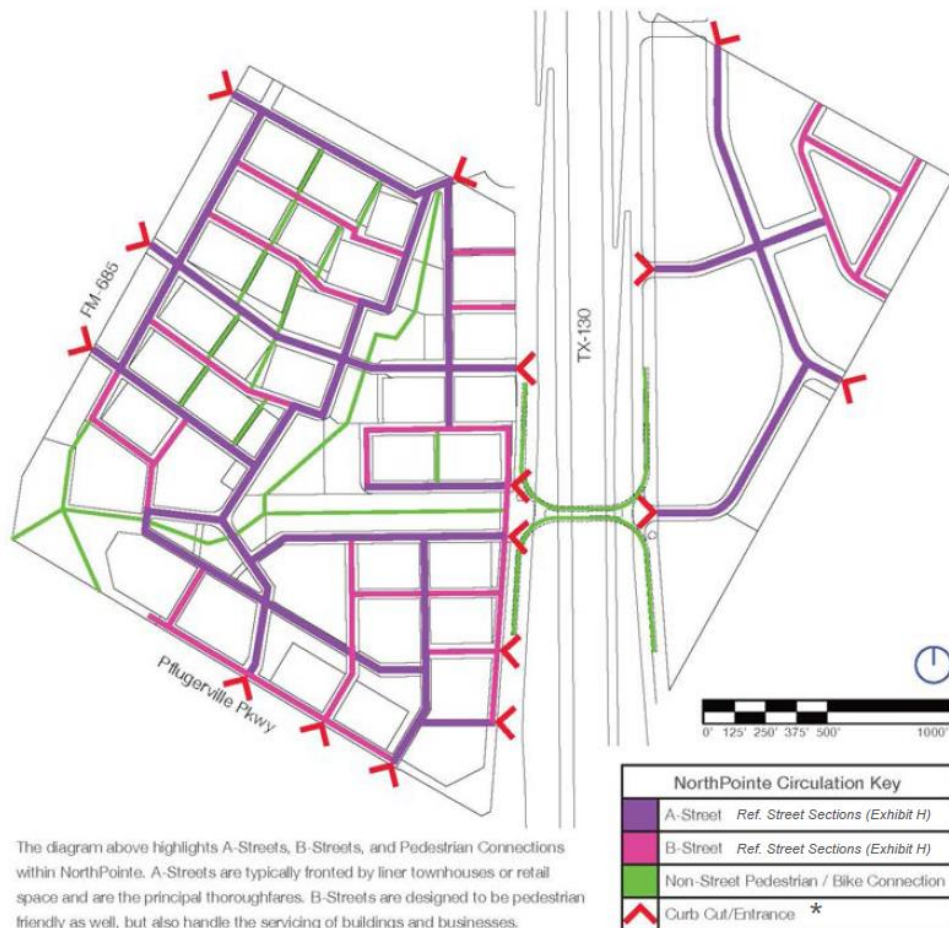 FM-685
TX-130
Pflugerville Pkwy
0' 125' 250' 375' 500' 1000'
NorthPointe Circulation Key
A-Street Ref. Street Sections (Exhibit H)
B-Street Ref. Street Sections (Exhibit H)
Non-Street Pedestrian / Bike Connection
Curb Cut/Entrance *
The diagram above highlights A-Streets, B-Streets, and Pedestrian Connections
within NorthPointe. A-Streets are typically fronted by liner townhouses or retail
space and are the principal thoroughfares. B-Streets are designed to be pedestrian
friendly as well, but also handle the servicing of buildings and businesses.